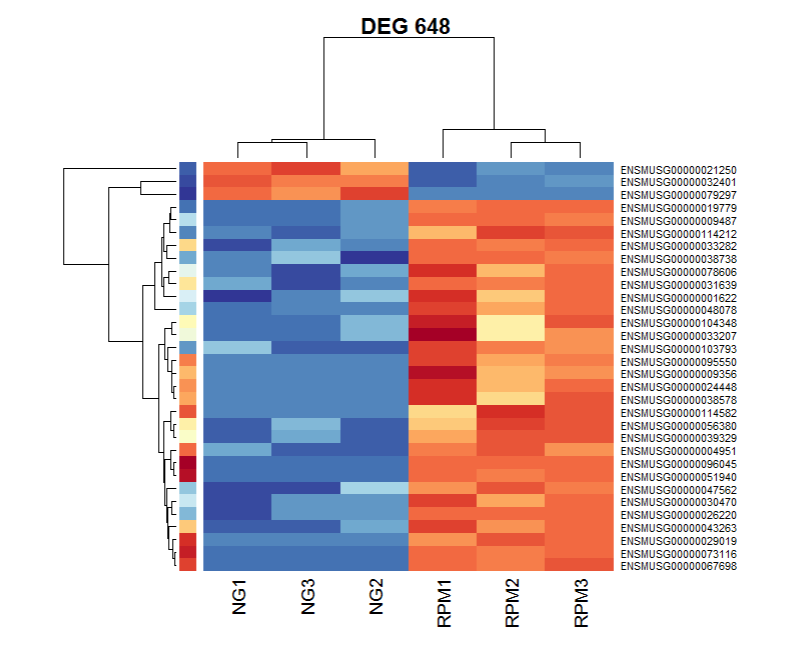 DEG 648
ENSMUSG00000021250
ENSMUSG00000032401
ENSMUSG00000079297
ENSMUSG00000019779
ENSMUSG00000009487
ENSMUSG00000114212
ENSMUSG00000033282
ENSMUSG00000038738
ENSMUSG00000078606
ENSMUSG00000031639
ENSMUSG00000001622
ENSMUSG00000048078
ENSMUSG00000104348
ENSMUSG00000033207
ENSMUSG00000103793
ENSMUSG00000095550
ENSMUSG00000009356
ENSMUSG00000024448
ENSMUSG00000038578
ENSMUSG00000114582
ENSMUSG00000056380
ENSMUSG00000039329
ENSMUSG00000004951
ENSMUSG00000096045
ENSMUSG00000051940
ENSMUSG00000047562
ENSMUSG00000030470
ENSMUSG00000026220
ENSMUSG00000043263
ENSMUSG00000029019
ENSMUSG00000073116
ENSMUSG00000067698
NG1
NG3
NG2
RPM1
RPM2
RPM3